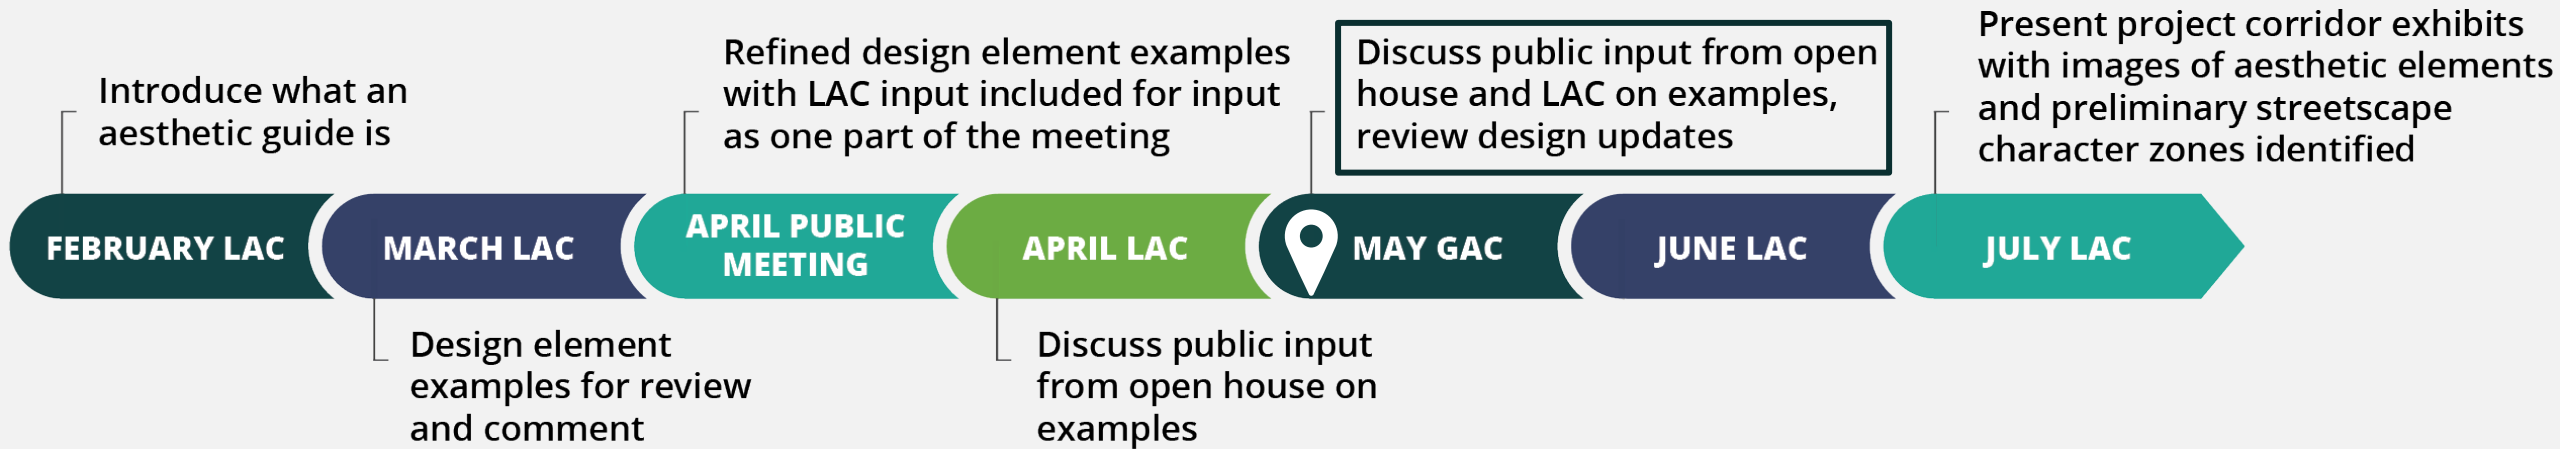 Introduce what an
aesthetic guide is
Refined design element examples
with LAC input included for input
as one part of the meeting
Discuss public input from open
house and LAC on examples,
review design updates
Present project corridor exhibits
with images of aesthetic elements
and preliminary streetscape
character zones identified
FEBRUARY LAC
MARCH LAC
APRIL PUBLIC
MEETING
APRIL LAC
MAY GAC
JUNE LAC
JULY LAC
Design element
examples for review
and comment
Discuss public input
from open house on
examples